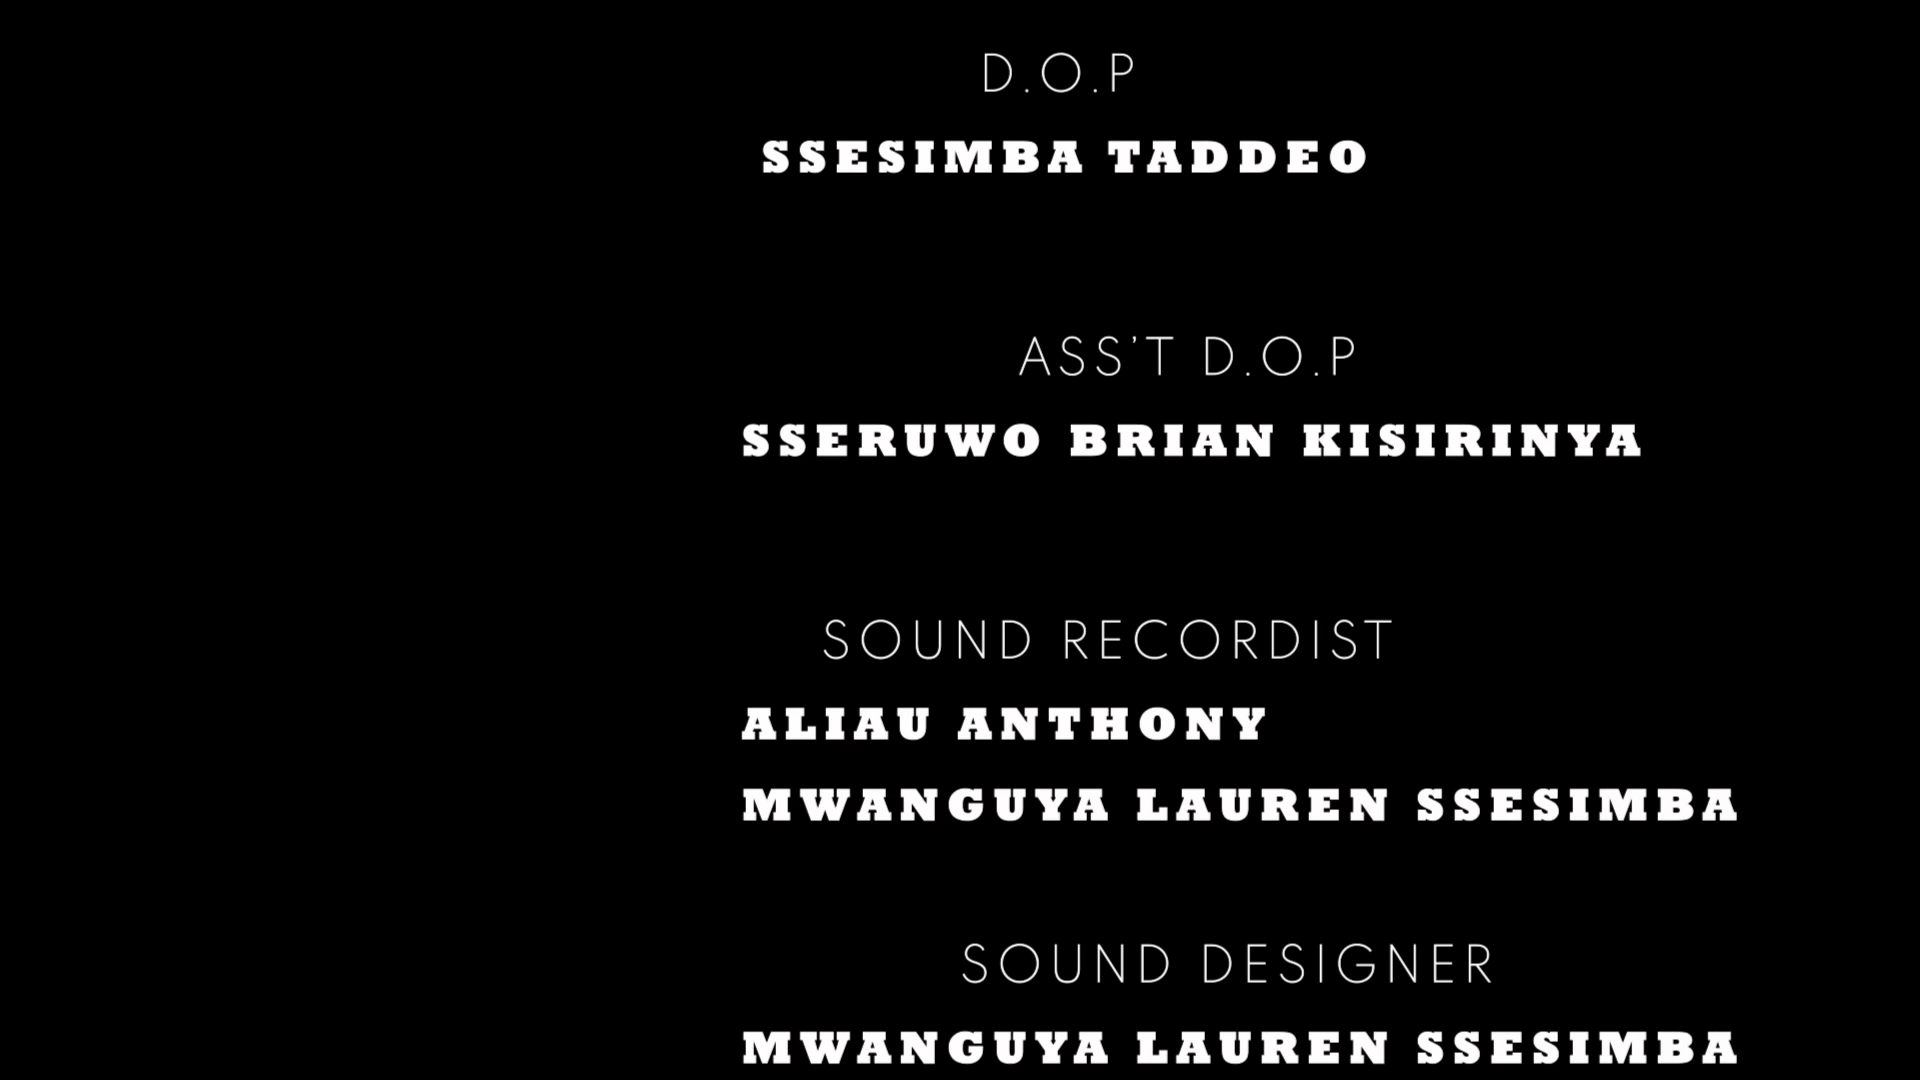 D.O.P
SSESIMBA TADDEO
ASS'T D.O.P
SSERUWO BRIAN KISIRINYA
SOUND RECORDIST
ALIAU ANTHONY
MWANGUYA LAUREN SSESIMBA
SOUND DESIGNER
MWANGUYA LAUREN SSESIMBA